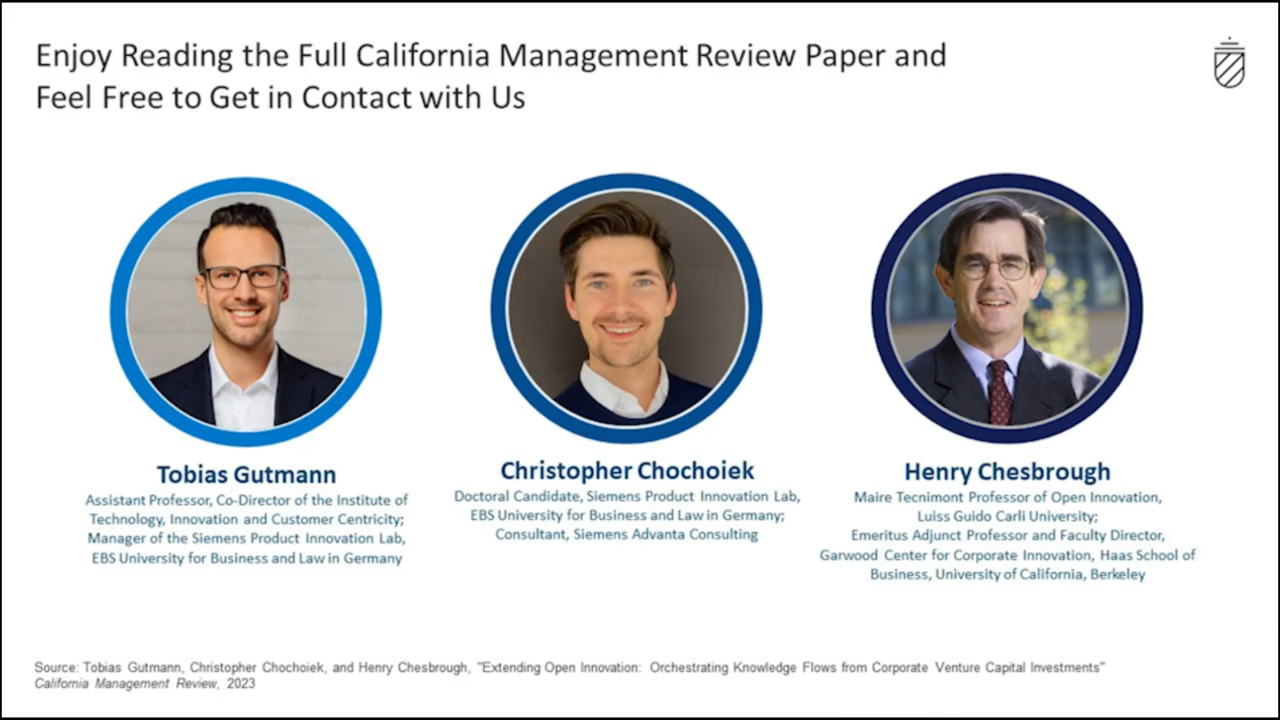 Enjoy Reading the Full California Management Review Paper and
Feel Free to Get in Contact with Us
Tobias Gutmann
Assistant Professor, Co-Director of the Institute of
Technology, Innovation and Customer Centricity;
Manager of the Siemens Product Innovation Lab,
EBS University for Business and Law in Germany
Christopher Chochoiek
Doctoral Candidate, Siemens Product Innovation Lab,
EBS University for Business and Law in Germany;
Consultant, Siemens Advanta Consulting
Henry Chesbrough
Maire Tecnimont Professor of Open Innovation,
Luiss Guido Carli University;
Emeritus Adjunct Professor and Faculty Director,
Garwood Center for Corporate Innovation, Haas School of
Business, University of California, Berkeley
Source: Tobias Gutmann, Christopher Chochoiek, and Henry Chesbrough, "Extending Open Innovation: Orchestrating Knowledge Flows from Corporate Venture Capital Investments"
California Management Review, 2023